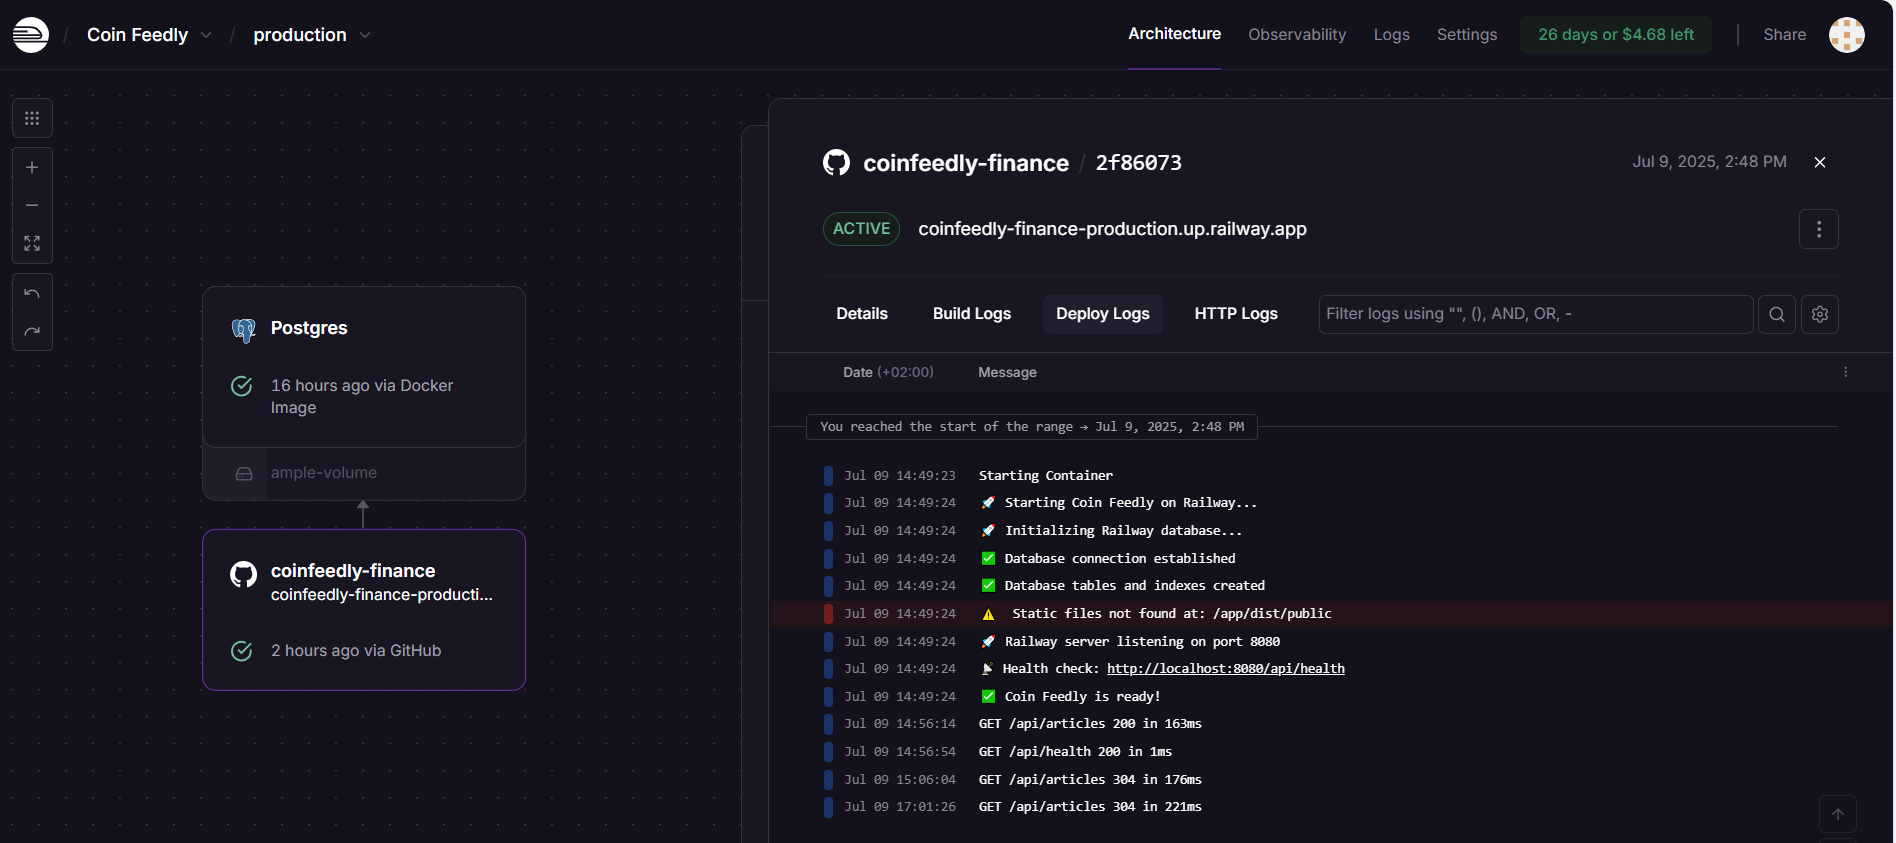 / Coin Feedly / production
Architecture Observability Logs Settings 26 days or $4.68 left Share
coinfeedly-finance / 2f86073 Jul 9, 2025, 2:48 PM
ACTIVE coinfeedly-finance-production.up.railway.app
Details Build Logs Deploy Logs HTTP Logs Filter logs using "", (), AND, OR, -
Date (+02:00) Message
You reached the start of the range → Jul 9, 2025, 2:48 PM
Jul 09 14:49:23 Starting Container
Jul 09 14:49:24 🚀 Starting Coin Feedly on Railway...
Jul 09 14:49:24 🚀 Initializing Railway database...
Jul 09 14:49:24 ✅ Database connection established
Jul 09 14:49:24 ✅ Database tables and indexes created
Jul 09 14:49:24 ⚠️ Static files not found at: /app/dist/public
Jul 09 14:49:24 🚀 Railway server listening on port 8080
Jul 09 14:49:24 📡 Health check: http://localhost:8080/api/health
Jul 09 14:49:24 ✅ Coin Feedly is ready!
Jul 09 14:56:14 GET /api/articles 200 in 163ms
Jul 09 14:56:54 GET /api/health 200 in 1ms
Jul 09 15:06:04 GET /api/articles 304 in 176ms
Jul 09 17:01:26 GET /api/articles 304 in 221ms
Postgres
16 hours ago via Docker
Image
ample-volume
coinfeedly-finance
coinfeedly-finance-producti...
2 hours ago via GitHub